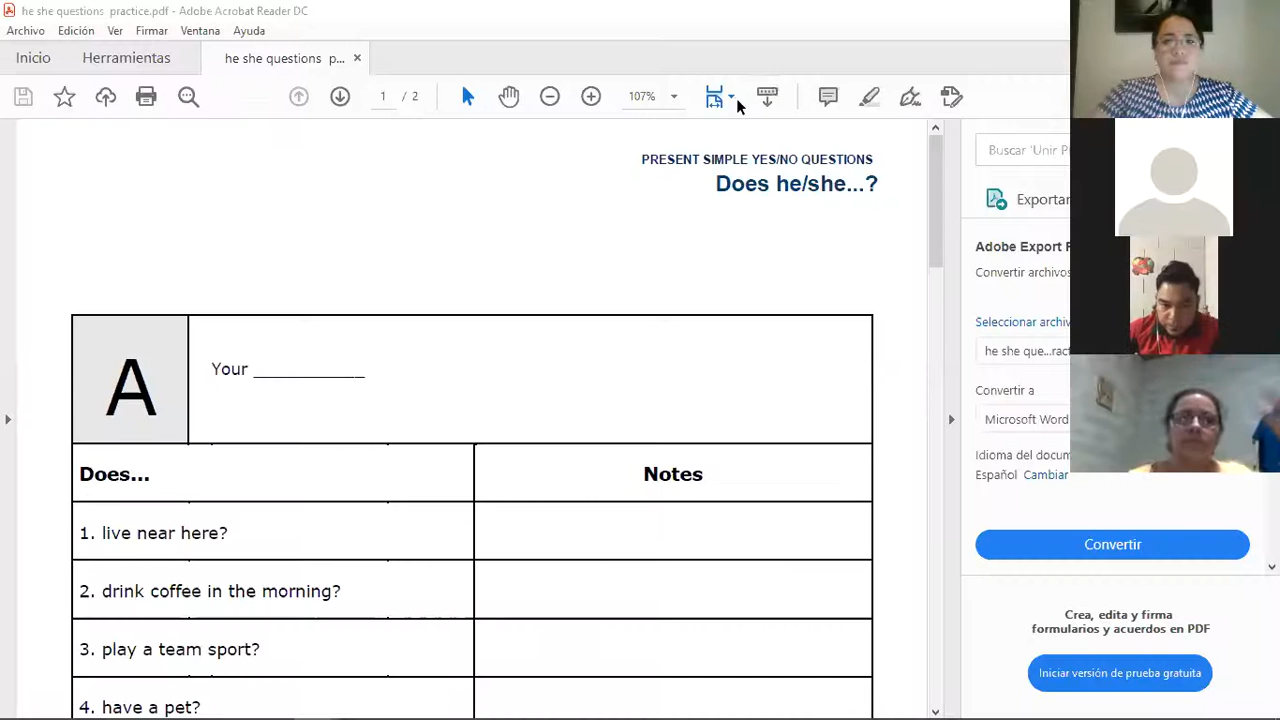 he she questions practice.pdf - Adobe Acrobat Reader DC
Archivo Edición Ver Firmar Ventana Ayuda
Inicio Herramientas he she questions p... ×
1 / 2 107%
PRESENT SIMPLE YES/NO QUESTIONS
Does he/she...?
A
Your ____________
Does... Notes
1. live near here?
2. drink coffee in the morning?
3. play a team sport?
4. have a pet?
Buscar 'Unir
Exportar
Adobe Export
Convertir archivos
Seleccionar archiv
he she que...ract
Convertir a
Microsoft Word
Idioma del docum
Español Cambiar
Convertir
Crea, edita y firma
formularios y acuerdos en PDF
Iniciar versión de prueba gratuita